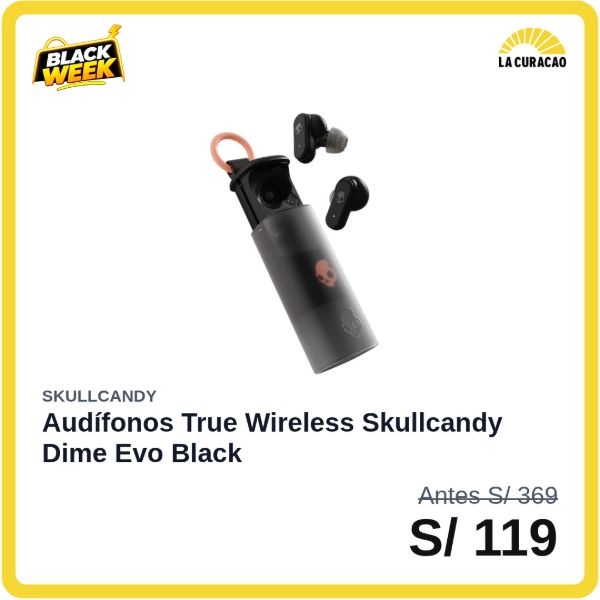 BLACK
WEEK
LA CURACAO
SKULLCANDY
Audífonos True Wireless Skullcandy
Dime Evo Black
Antes S/ 369
S/ 119